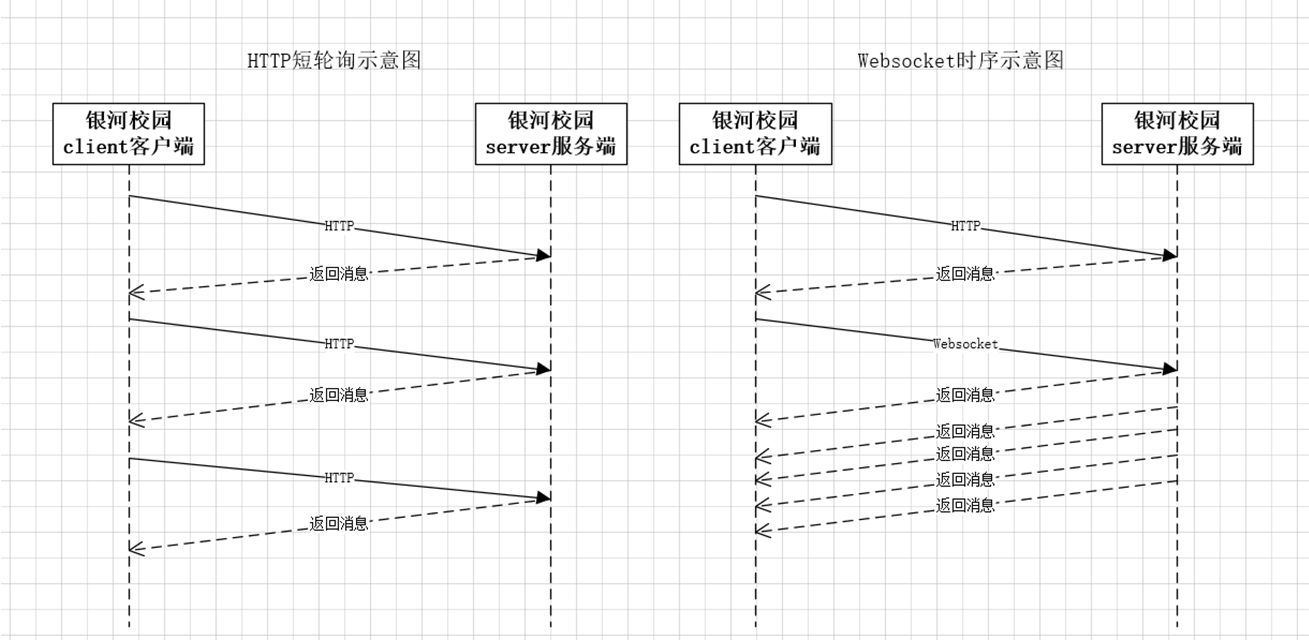 HTTP短轮询示意图
银河校园
client客户端
银河校园
server服务端
HTTP
返回消息
HTTP
返回消息
HTTP
返回消息
Websocket时序示意图
银河校园
client客户端
银河校园
server服务端
HTTP
返回消息
Websocket
返回消息
返回消息
返回消息
返回消息
返回消息